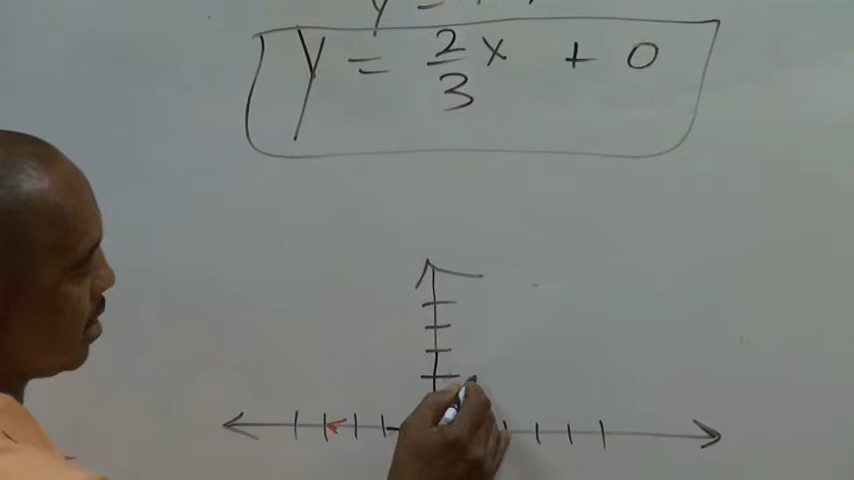 y = 2/3 x + 0